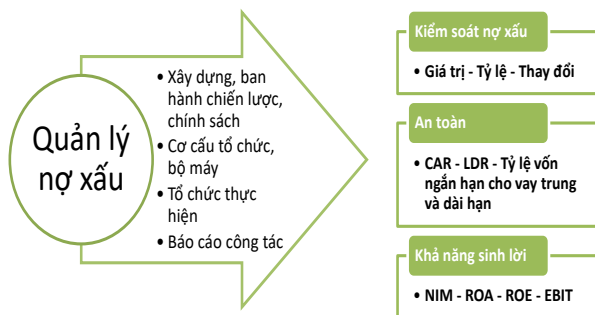 Quản lý
nợ xấu
• Xây dựng, ban
hành chiến lược,
chính sách
• Cơ cấu tổ chức,
bộ máy
• Tổ chức thực
hiện
• Báo cáo công tác
Kiểm soát nợ xấu
• Giá trị - Tỷ lệ - Thay đổi
An toàn
• CAR - LDR - Tỷ lệ vốn
ngắn hạn cho vay trung
và dài hạn
Khả năng sinh lời
• NIM - ROA - ROE - EBIT